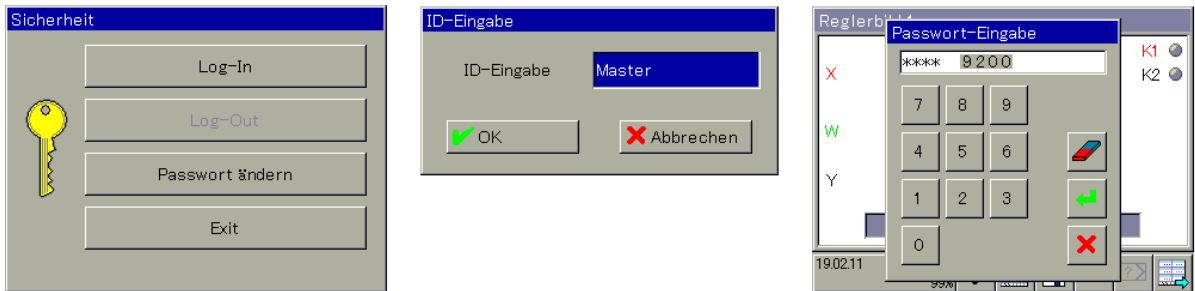 Sicherheit
Log-In
Log-Out
Passwort ändern
Exit
ID-Eingabe
ID-Eingabe
Master
OK
Abbrechen
Passwort-Eingabe
**** 9200
7 8 9
4 5 6
1 2 3
0
X
W
Y
K1
K2
19.02.11
99%